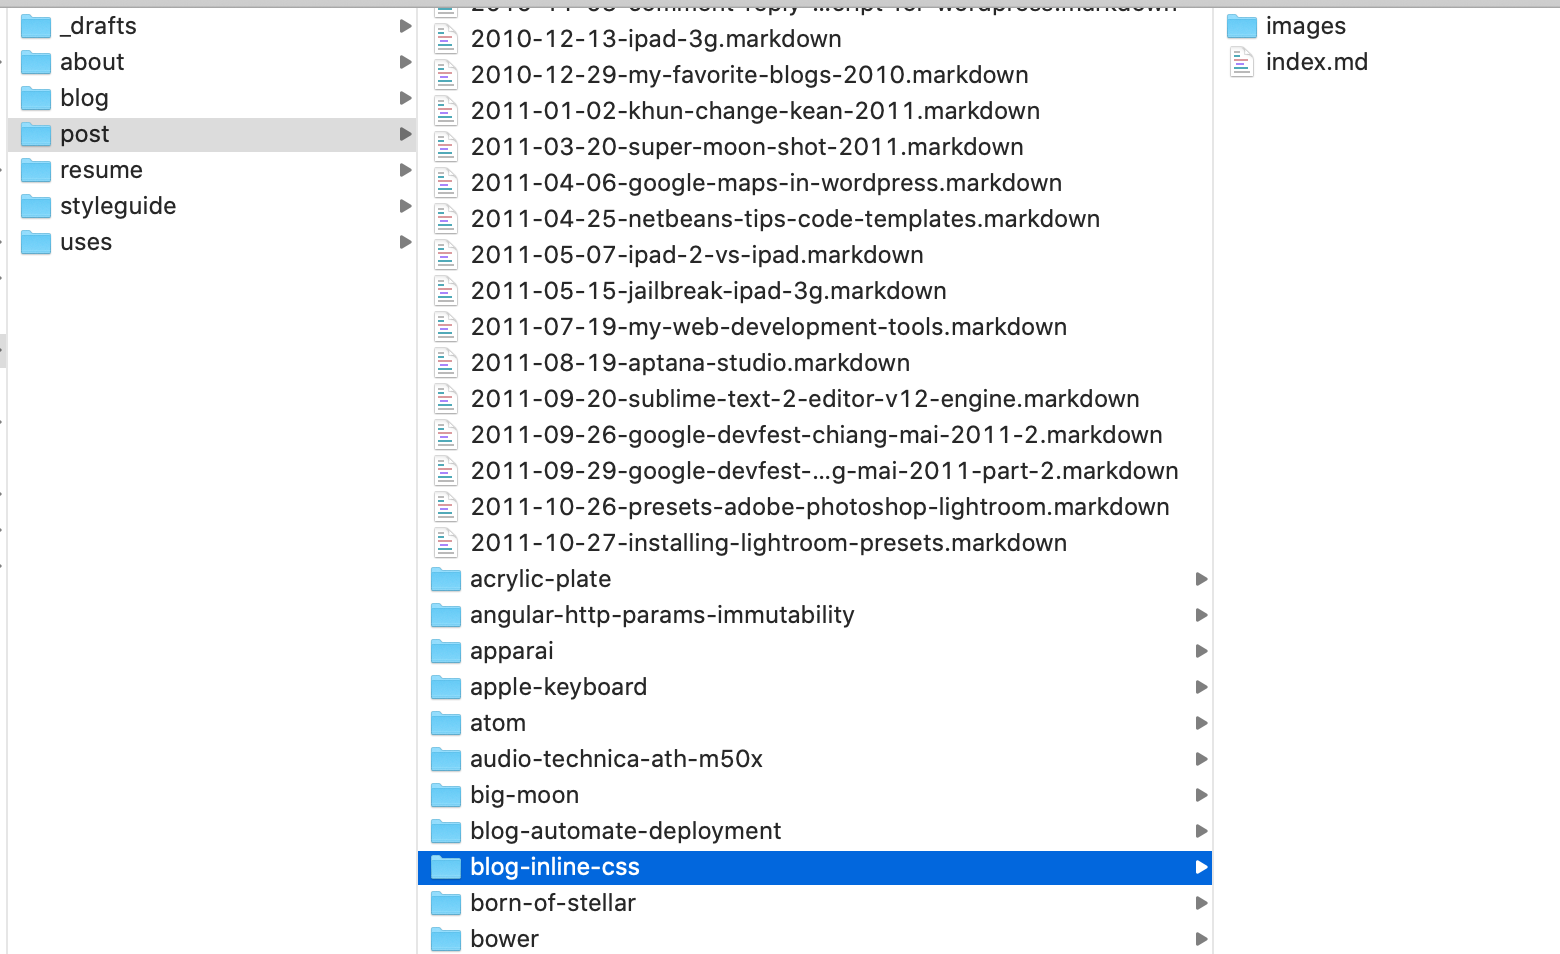 _drafts
about
blog
post
resume
styleguide
uses
2010-12-13-ipad-3g.markdown
2010-12-29-my-favorite-blogs-2010.markdown
2011-01-02-khun-change-kean-2011.markdown
2011-03-20-super-moon-shot-2011.markdown
2011-04-06-google-maps-in-wordpress.markdown
2011-04-25-netbeans-tips-code-templates.markdown
2011-05-07-ipad-2-vs-ipad.markdown
2011-05-15-jailbreak-ipad-3g.markdown
2011-07-19-my-web-development-tools.markdown
2011-08-19-aptana-studio.markdown
2011-09-20-sublime-text-2-editor-v12-engine.markdown
2011-09-26-google-devfest-chiang-mai-2011-2.markdown
2011-09-29-google-devfest-...g-mai-2011-part-2.markdown
2011-10-26-presets-adobe-photoshop-lightroom.markdown
2011-10-27-installing-lightroom-presets.markdown
acrylic-plate
angular-http-params-immutability
apparai
apple-keyboard
atom
audio-technica-ath-m50x
big-moon
blog-automate-deployment
blog-inline-css
born-of-stellar
bower
images
index.md